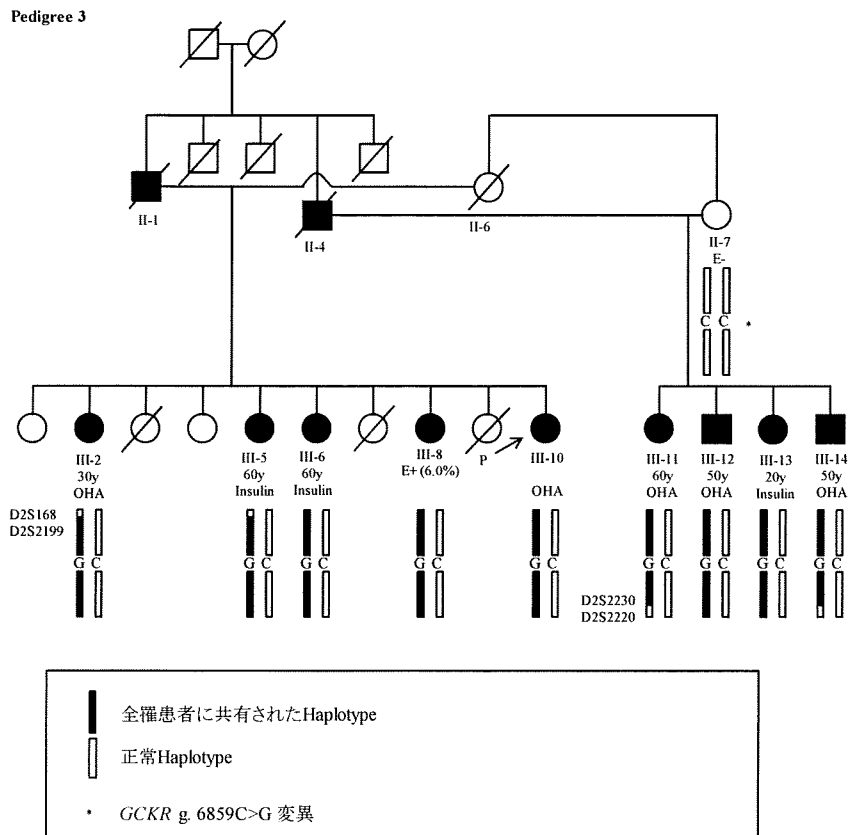 Pedigree 3
II-1
II-4
II-6
II-7
E-
C C *
P
III-2
30y
OHA
III-5
60y
Insulin
III-6
60y
Insulin
III-8
E+ (6.0%)
III-10
OHA
III-11
60y
OHA
III-12
50y
OHA
III-13
20y
Insulin
III-14
50y
OHA
D2S168
D2S2199
G C G C G C G C G C G C G C G C G C
D2S2230
D2S2220
全罹患者に共有されたHaplotype
正常Haplotype
* GCKR g. 6859C>G 変異